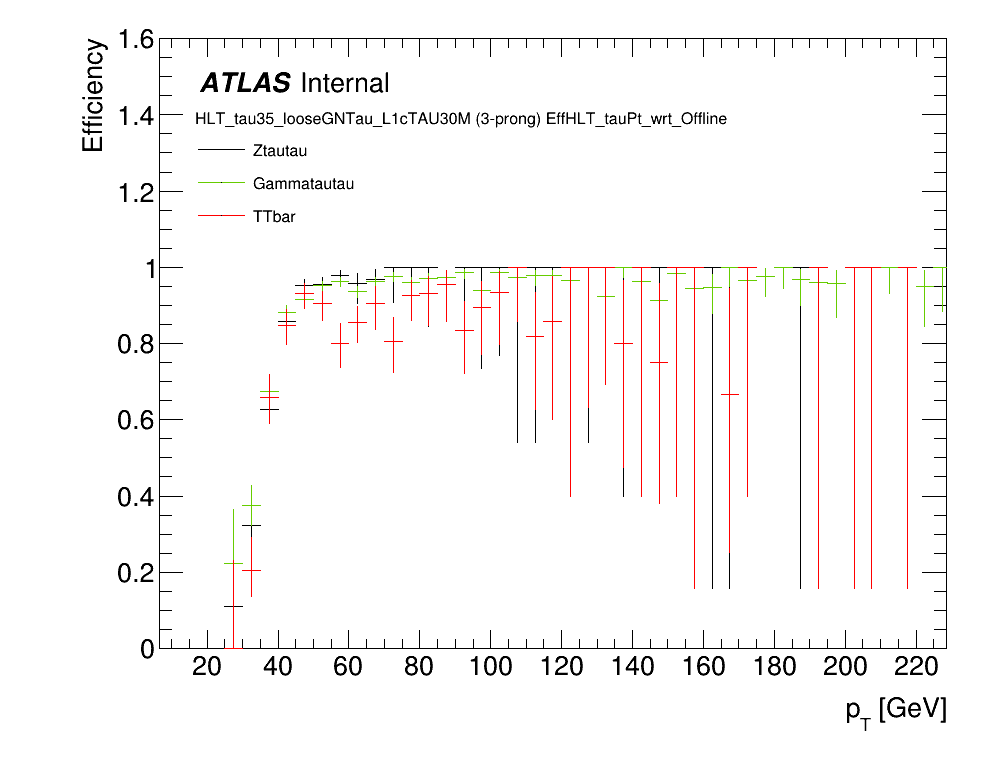 1.6
1.4
1.2
1
0.8
0.6
0.4
0.2
0
Efficiency
ATLAS Internal
HLT_tau35_looseGNTau_L1cTAU30M (3-prong) EffHLT_tauPt_wrt_Offline
Ztautau
Gammatautau
TTbar
20 40 60 80 100 120 140 160 180 200 220
p_T [GeV]